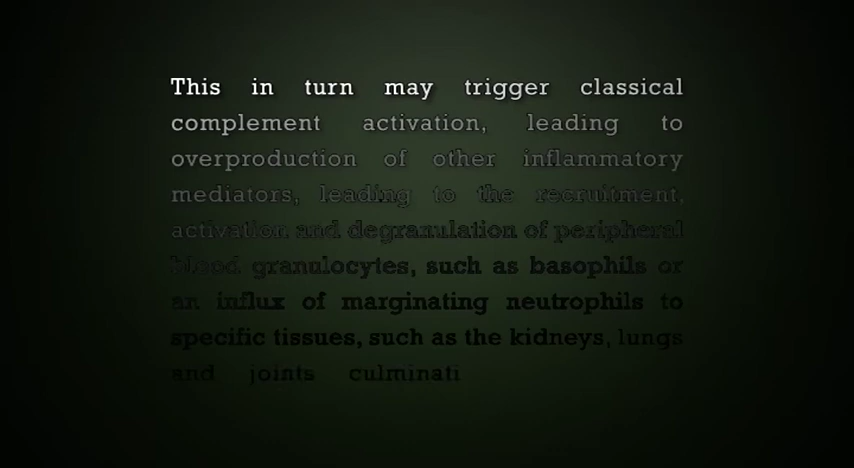 This in turn may trigger classical
complement activation, leading to
overproduction of other inflammatory
mediators, leading to the recruitment,
activation and degranulation of peripheral
blood granulocytes, such as basophils or
an influx of marginating neutrophils to
specific tissues, such as the kidneys, lungs
and joints culminati